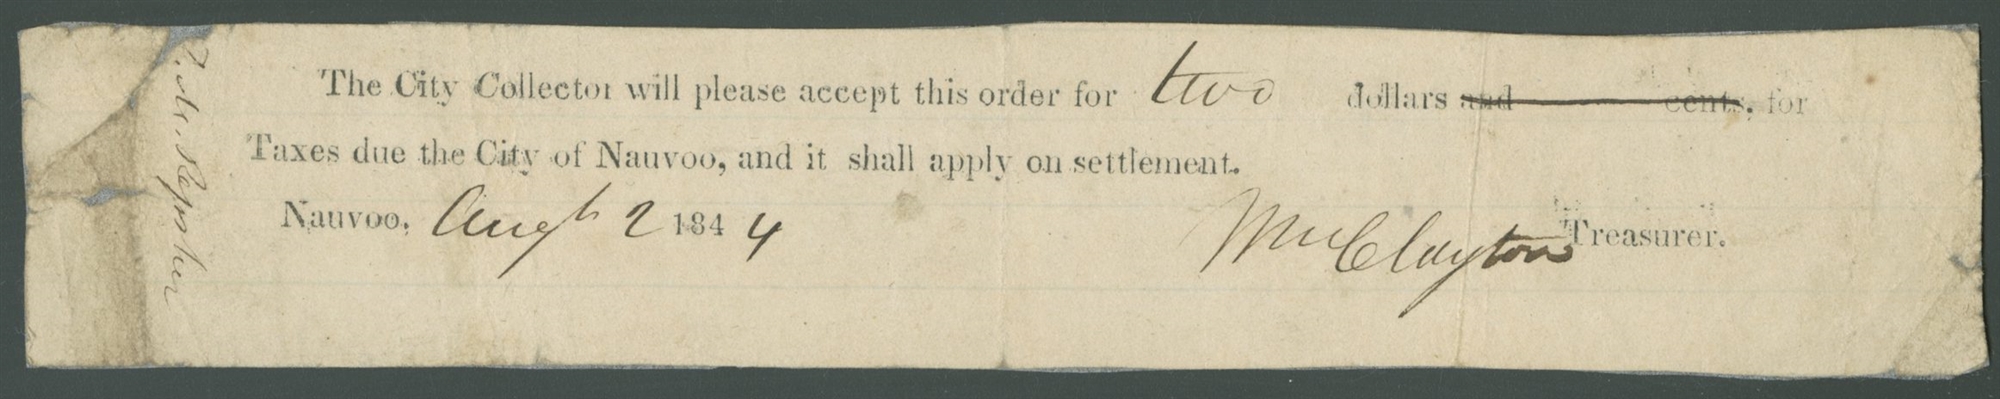 The City Collector will please accept this order for two dollars and cents, for
Taxes due the City of Nauvoo, and it shall apply on settlement.
Nauvoo, Augt 2 1844 Wm Clayton Treasurer.